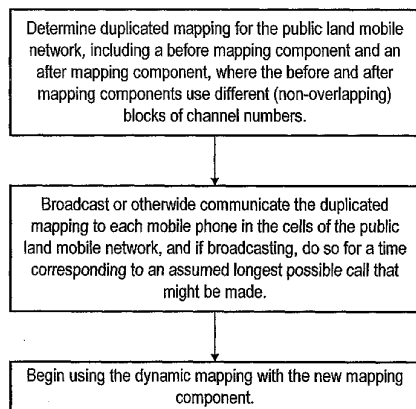 Determine duplicated mapping for the public land mobile
network, including a before mapping component and an
after mapping component, where the before and after
mapping components use different (non-overlapping)
blocks of channel numbers.
Broadcast or otherwide communicate the duplicated
mapping to each mobile phone in the cells of the public
land mobile network, and if broadcasting, do so for a time
corresponding to an assumed longest possible call that
might be made.
Begin using the dynamic mapping with the new mapping
component.